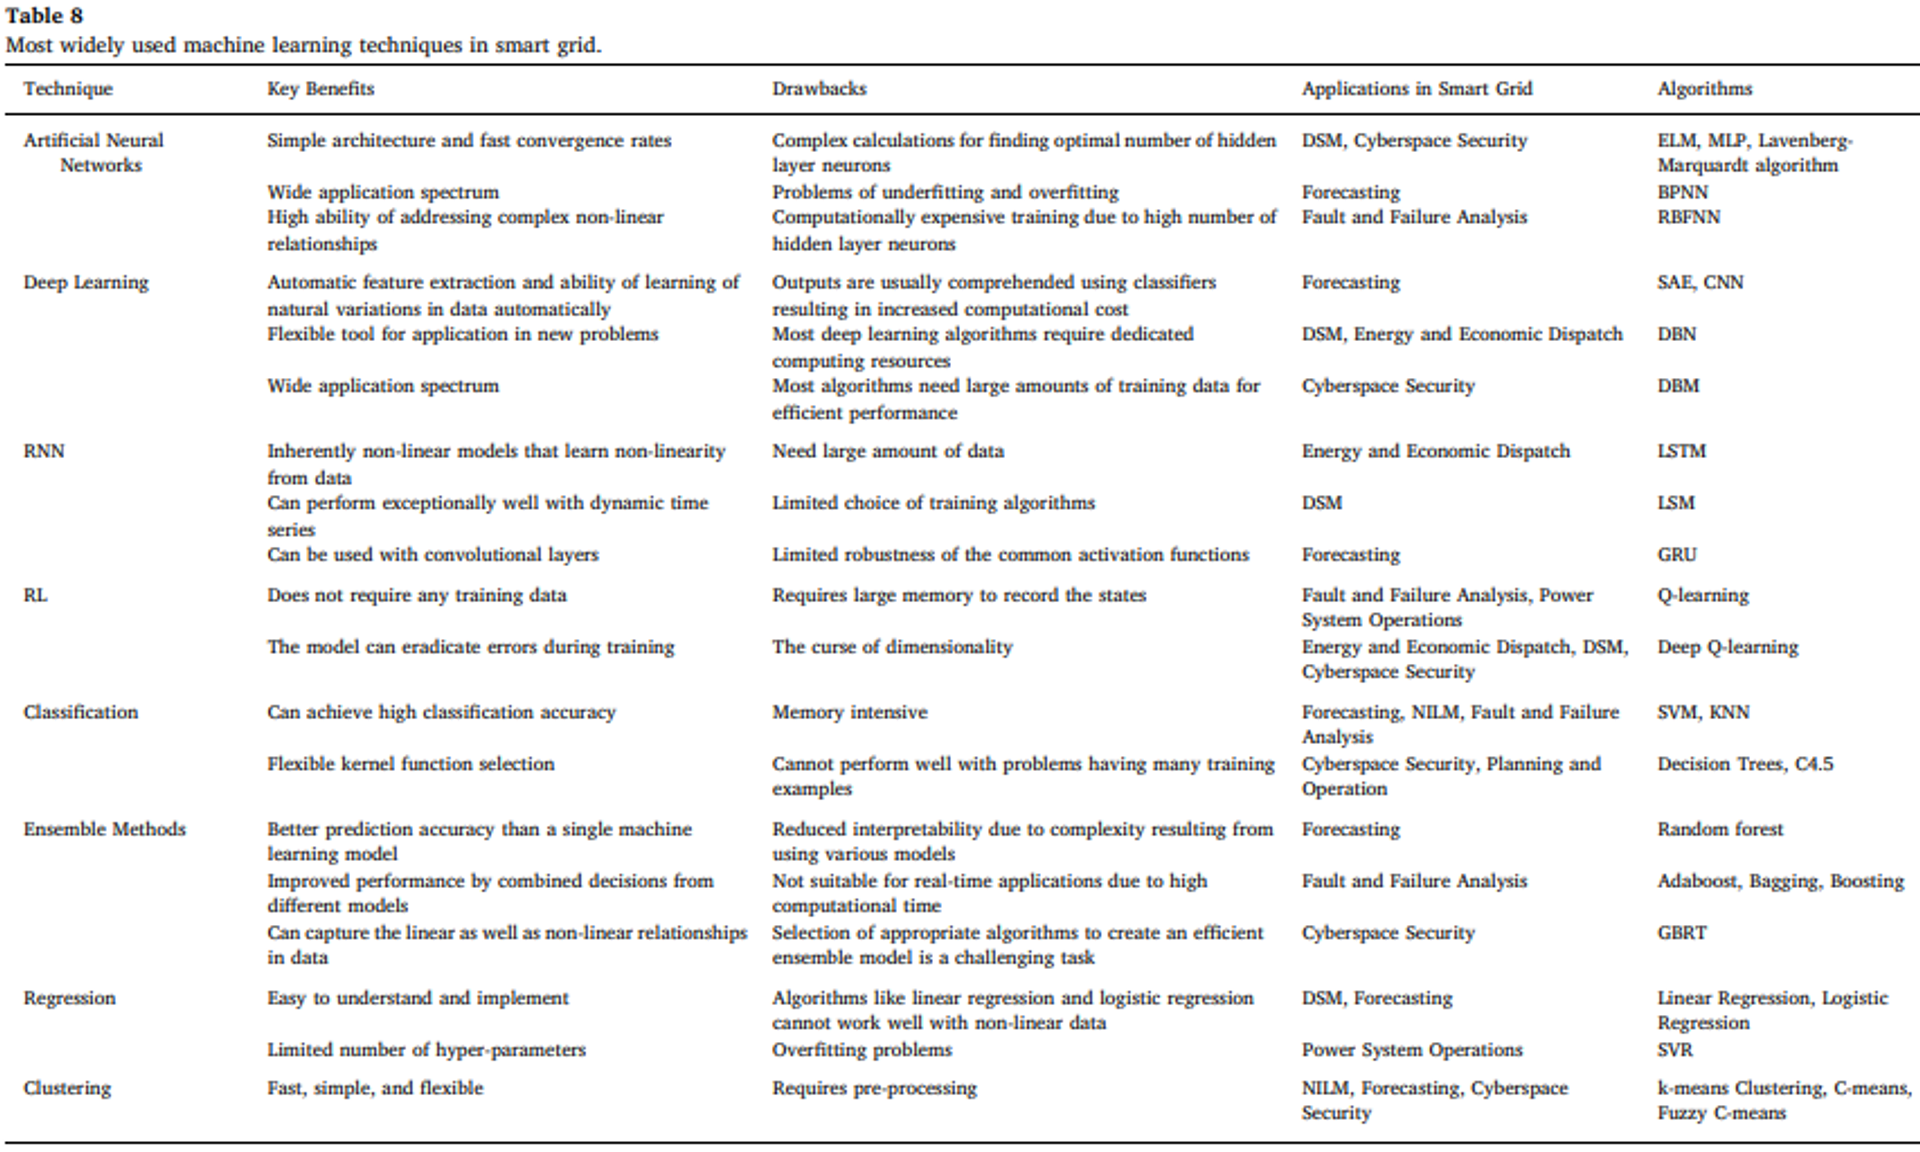 Table 8
Most widely used machine learning techniques in smart grid.
Technique Key Benefits Drawbacks Applications in Smart Grid Algorithms
Artificial Neural Simple architecture and fast convergence rates Complex calculations for finding optimal number of hidden DSM, Cyberspace Security ELM, MLP, Lavenberg-
Networks layer neurons Marquardt algorithm
Wide application spectrum Problems of underfitting and overfitting Forecasting BPNN
High ability of addressing complex non-linear Computationally expensive training due to high number of Fault and Failure Analysis RBFNN
relationships hidden layer neurons
Deep Learning Automatic feature extraction and ability of learning of Outputs are usually comprehended using classifiers Forecasting SAE, CNN
natural variations in data automatically resulting in increased computational cost
Flexible tool for application in new problems Most deep learning algorithms require dedicated DSM, Energy and Economic Dispatch DBN
computing resources
Wide application spectrum Most algorithms need large amounts of training data for Cyberspace Security DBM
efficient performance
RNN Inherently non-linear models that learn non-linearity Need large amount of data Energy and Economic Dispatch LSTM
from data
Can perform exceptionally well with dynamic time Limited choice of training algorithms DSM LSM
series
Can be used with convolutional layers Limited robustness of the common activation functions Forecasting GRU
RL Does not require any training data Requires large memory to record the states Fault and Failure Analysis, Power Q-learning
System Operations
The model can eradicate errors during training The curse of dimensionality Energy and Economic Dispatch, DSM, Deep Q-learning
Cyberspace Security
Classification Can achieve high classification accuracy Memory intensive Forecasting, NILM, Fault and Failure SVM, KNN
Analysis
Flexible kernel function selection Cannot perform well with problems having many training Cyberspace Security, Planning and Decision Trees, C4.5
examples Operation
Ensemble Methods Better prediction accuracy than a single machine Reduced interpretability due to complexity resulting from Forecasting Random forest
learning model using various models
Improved performance by combined decisions from Not suitable for real-time applications due to high Fault and Failure Analysis Adaboost, Bagging, Boosting
different models computational time
Can capture the linear as well as non-linear relationships Selection of appropriate algorithms to create an efficient Cyberspace Security GBRT
in data ensemble model is a challenging task
Regression Easy to understand and implement Algorithms like linear regression and logistic regression DSM, Forecasting Linear Regression, Logistic
cannot work well with non-linear data Regression
Limited number of hyper-parameters Overfitting problems Power System Operations SVR
Clustering Fast, simple, and flexible Requires pre-processing NILM, Forecasting, Cyberspace k-means Clustering, C-means,
Security Fuzzy C-means